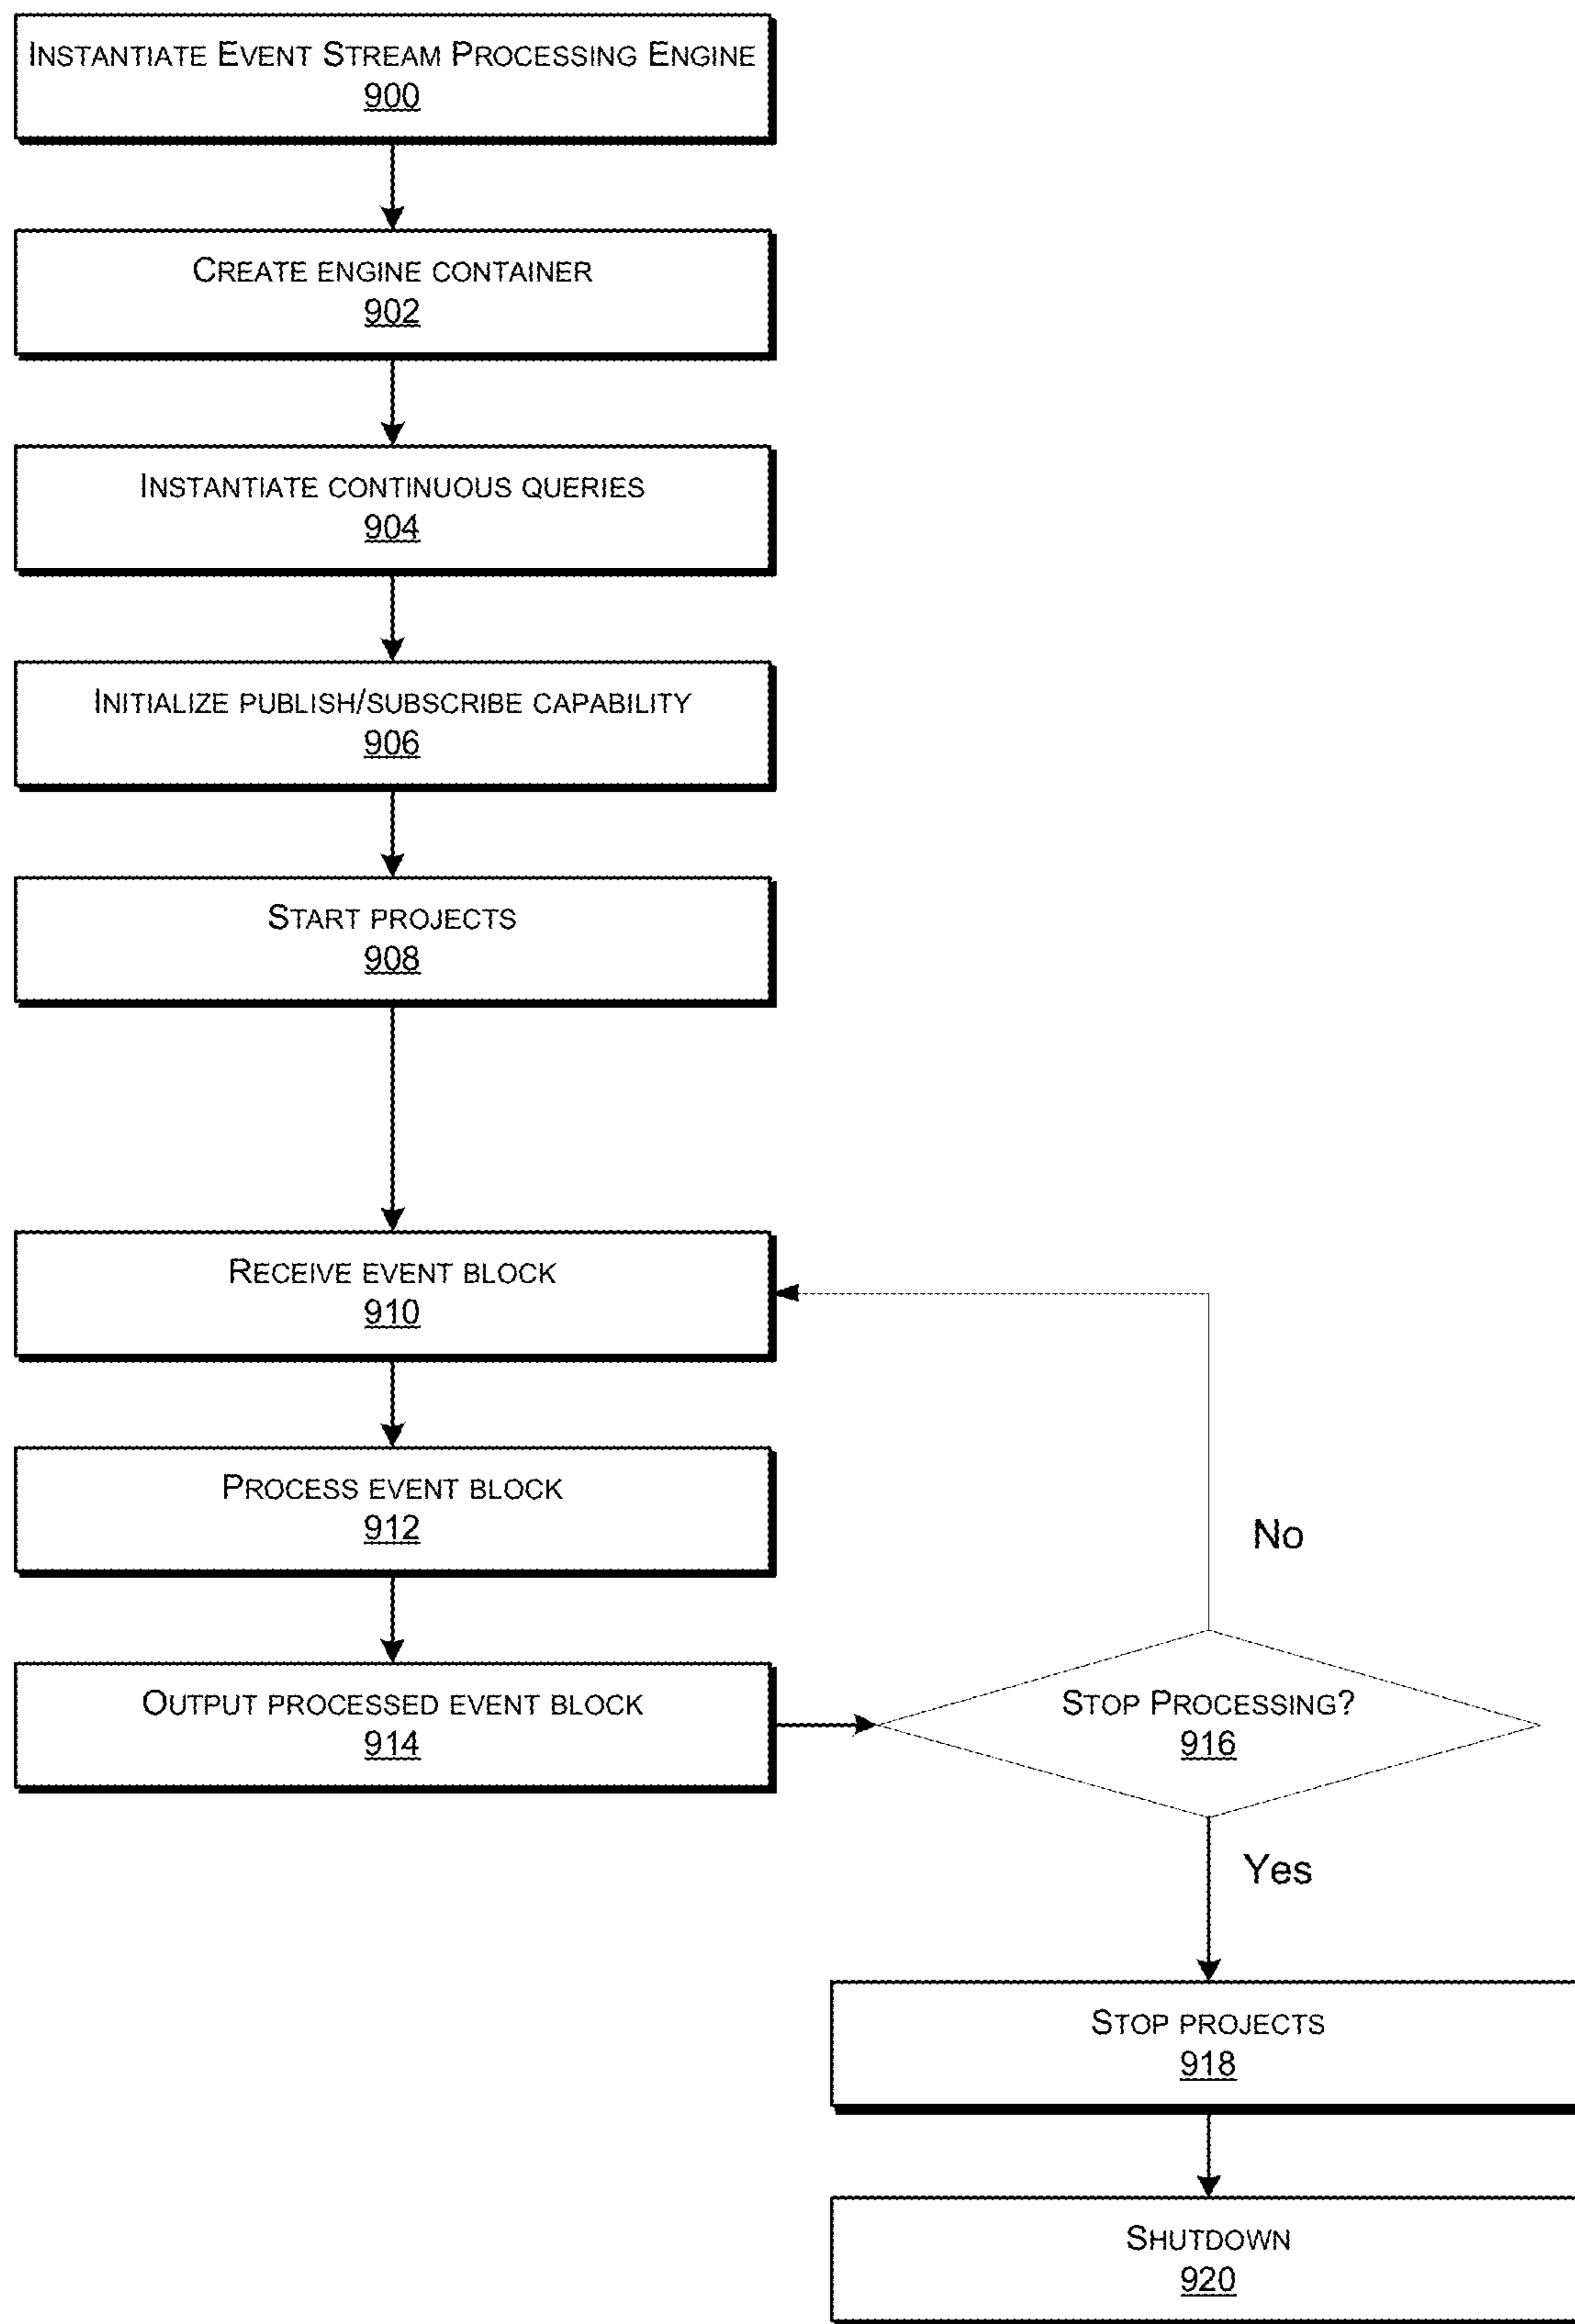 INSTANTIATE EVENT STREAM PROCESSING ENGINE
900
CREATE ENGINE CONTAINER
902
INSTANTIATE CONTINUOUS QUERIES
904
INITIALIZE PUBLISH/SUBSCRIBE CAPABILITY
906
START PROJECTS
908
RECEIVE EVENT BLOCK
910
PROCESS EVENT BLOCK
912
No
OUTPUT PROCESSED EVENT BLOCK
914
STOP PROCESSING?
916
Yes
STOP PROJECTS
918
SHUTDOWN
920